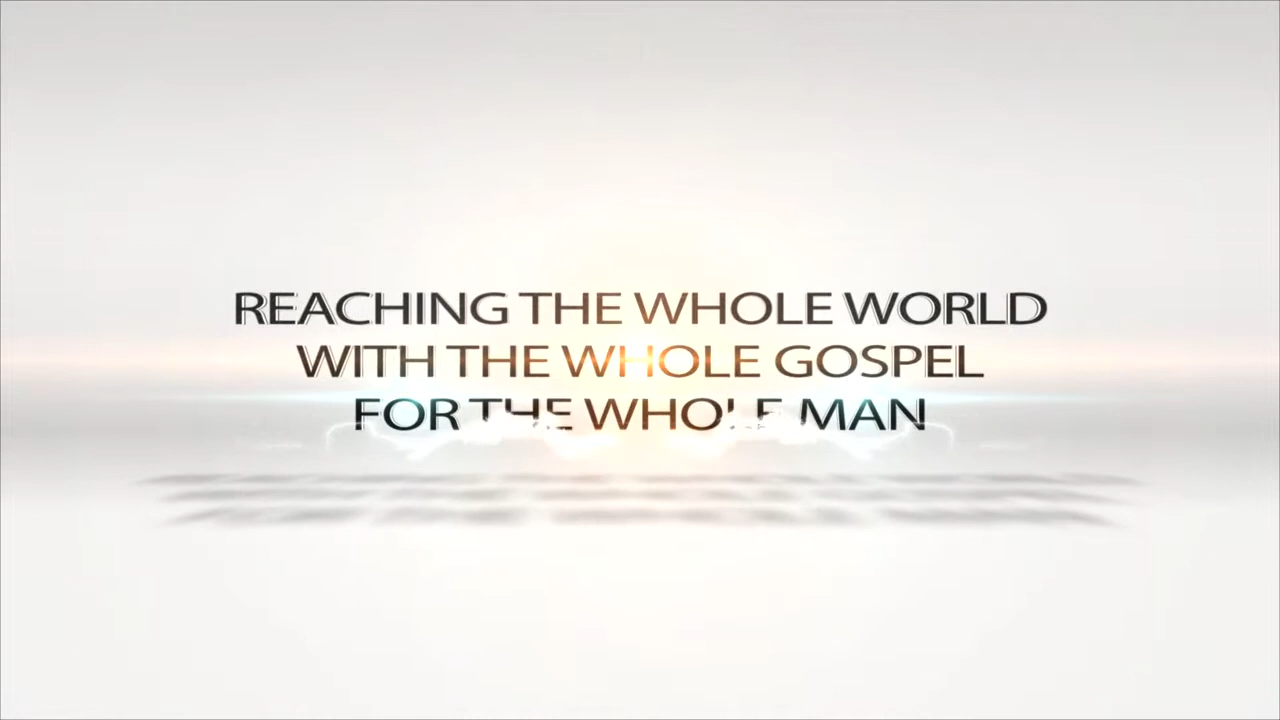 REACHING THE WHOLE WORLD
WITH THE WHOLE GOSPEL
FOR THE WHOLE MAN